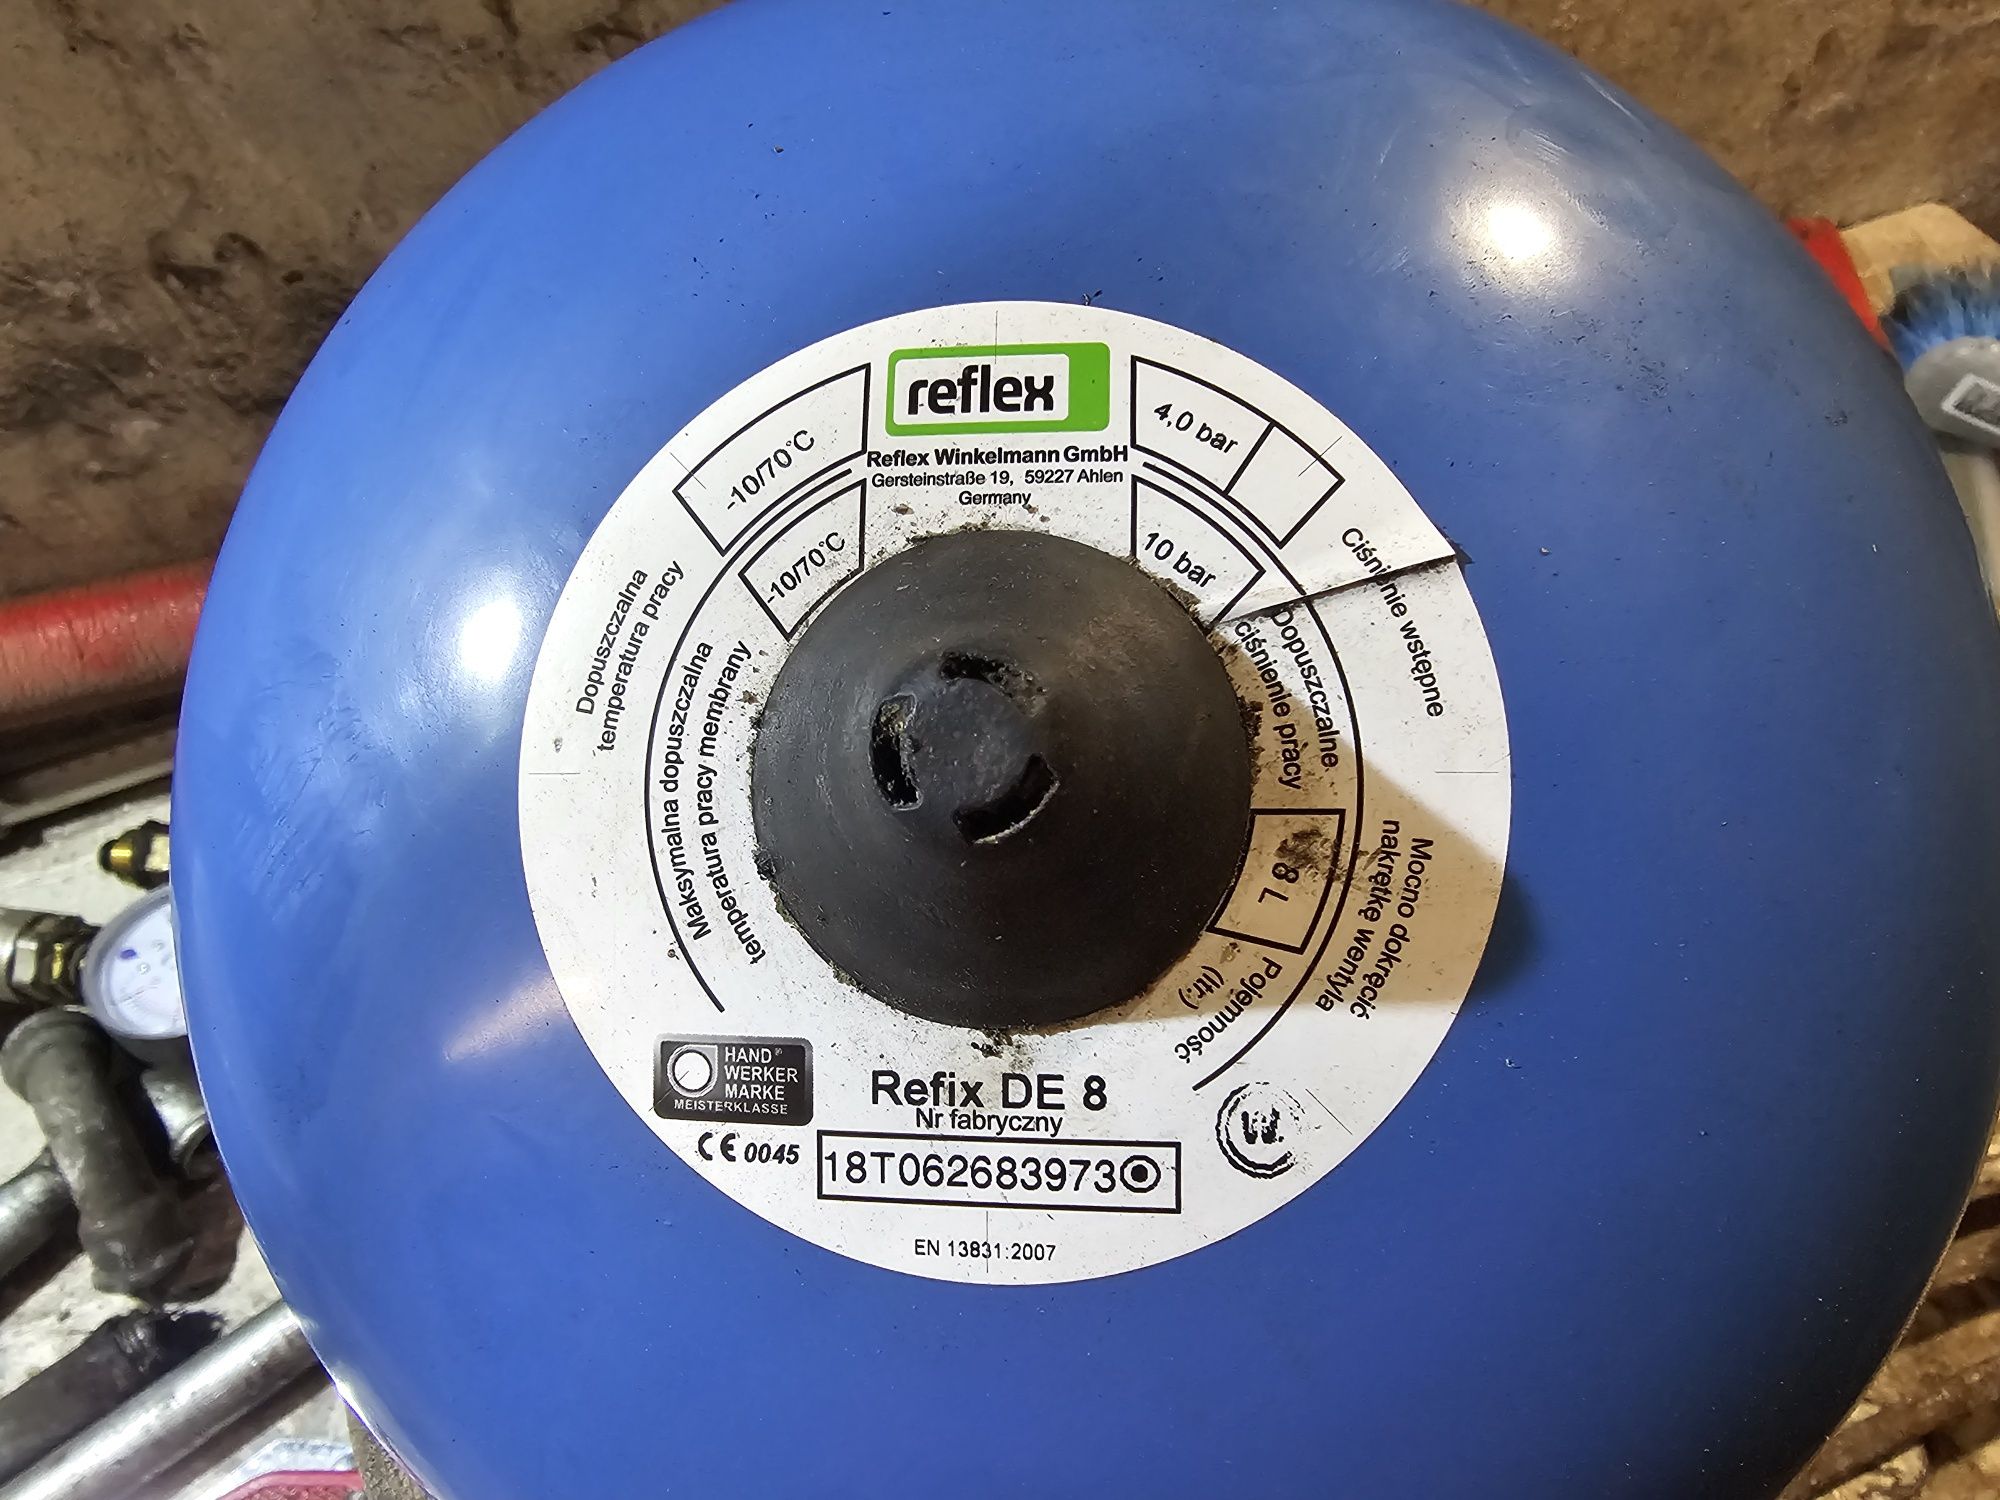 reflex
Reflex Winkelmann GmbH
Gersteinstraße 19, 59227 Ahlen
Germany
-10/70°C
Dopuszczalna
temperatura pracy
-10/70°C
Maksymalna dopuszczalna
temperatura pracy membrany
4,0 bar
Ciśnienie wstępne
10 bar
Dopuszczalne
ciśnienie pracy
8 L
Pojemność
(ltr.)
Mocno dokręcić
nakrętkę wentyla
HAND®
WERKER
MARKE
MEISTERKLASSE
CE 0045
Refix DE 8
Nr fabryczny
18T062683973
W.
EN 13831:2007